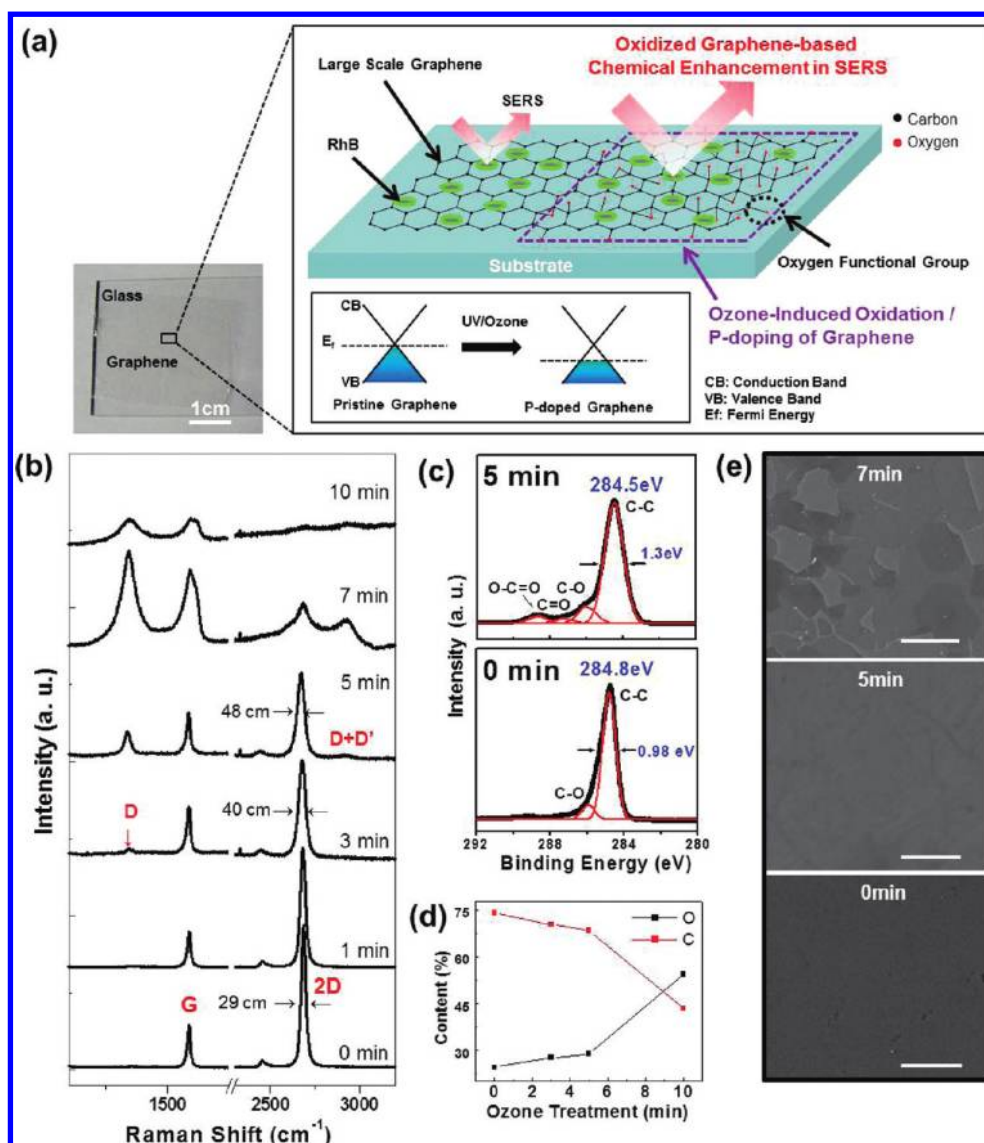 (a)
Oxidized Graphene-based
Chemical Enhancement in SERS
Large Scale Graphene
SERS
RhB
Carbon
Oxygen
Oxygen Functional Group
Substrate
Glass
Graphene
1cm
CB
Ef
VB
Pristine Graphene
UV/Ozone
P-doped Graphene
Ozone-Induced Oxidation /
P-doping of Graphene
CB: Conduction Band
VB: Valence Band
Ef: Fermi Energy
(b)
10 min
7 min
5 min
48 cm
D+D'
D
40 cm
3 min
1 min
2D
G
29 cm
0 min
Intensity (a. u.)
1500
2500
3000
Raman Shift (cm⁻¹)
(c)
5 min
284.5eV
C-C
1.3eV
O-C=O
C-O
C=O
0 min
284.8eV
C-C
0.98 eV
C-O
Intensity (a. u.)
292
288
284
280
Binding Energy (eV)
(d)
75
60
45
30
O
C
Content (%)
0
2
4
6
8
10
Ozone Treatment (min)
(e)
7min
5min
0min